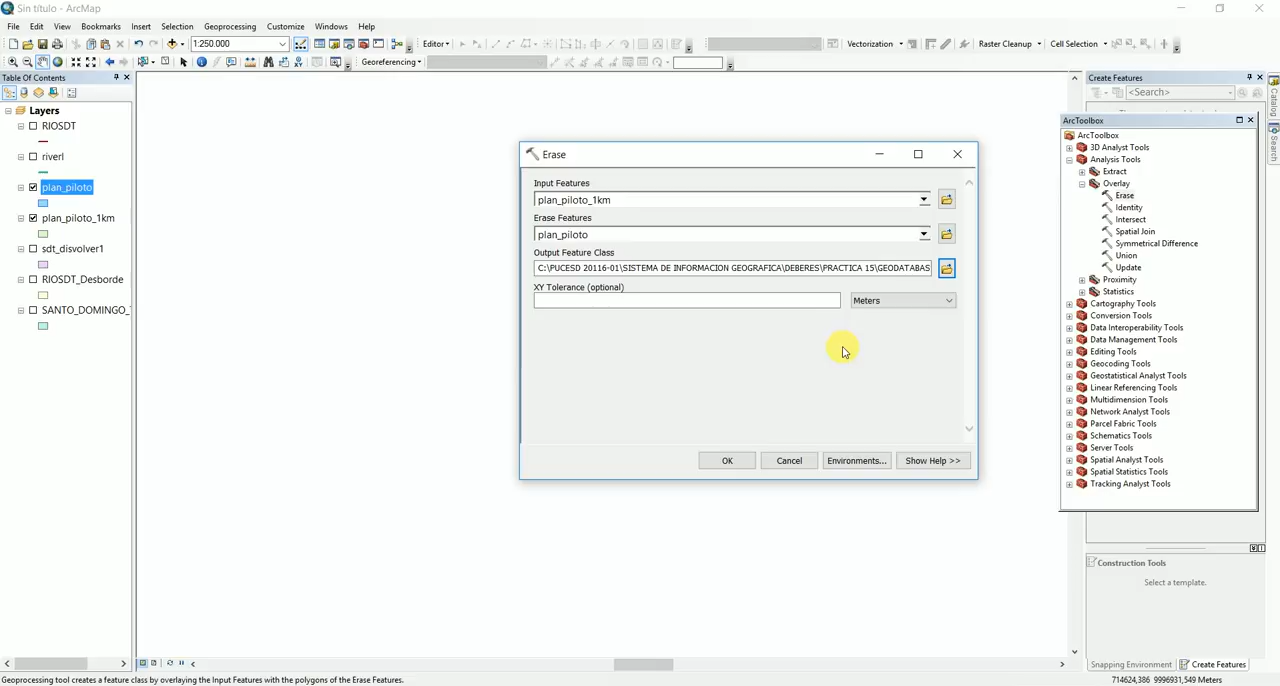 Sin título - ArcMap
File Edit View Bookmarks Insert Selection Geoprocessing Customize Windows Help
1:250.000 Editor Vectorization Raster Cleanup Cell Selection
Georeferencing
Table Of Contents
Layers
RIOSDT
riverl
plan_piloto
plan_piloto_1km
sdt_disvolver1
RIOSDT_Desborde
SANTO_DOMINGO_
Erase
Input Features
plan_piloto_1km
Erase Features
plan_piloto
Output Feature Class
C:\PUCESD 20116-01\SISTEMA DE INFORMACION GEOGRAFICA\DEBERES\PRACTICA 15\GEODATABAS
XY Tolerance (optional)
Meters
OK Cancel Environments... Show Help >>
Create Features
<Search>
ArcToolbox
ArcToolbox
3D Analyst Tools
Analysis Tools
Extract
Overlay
Erase
Identity
Intersect
Spatial Join
Symmetrical Difference
Union
Update
Proximity
Statistics
Cartography Tools
Conversion Tools
Data Interoperability Tools
Data Management Tools
Editing Tools
Geocoding Tools
Geostatistical Analyst Tools
Linear Referencing Tools
Multidimension Tools
Network Analyst Tools
Parcel Fabric Tools
Schematics Tools
Server Tools
Spatial Analyst Tools
Spatial Statistics Tools
Tracking Analyst Tools
Construction Tools
Select a template.
Snapping Environment Create Features
Catalog
Search
Geoprocessing tool creates a feature class by overlaying the Input Features with the polygons of the Erase Features.
714624,386 9996931,549 Meters